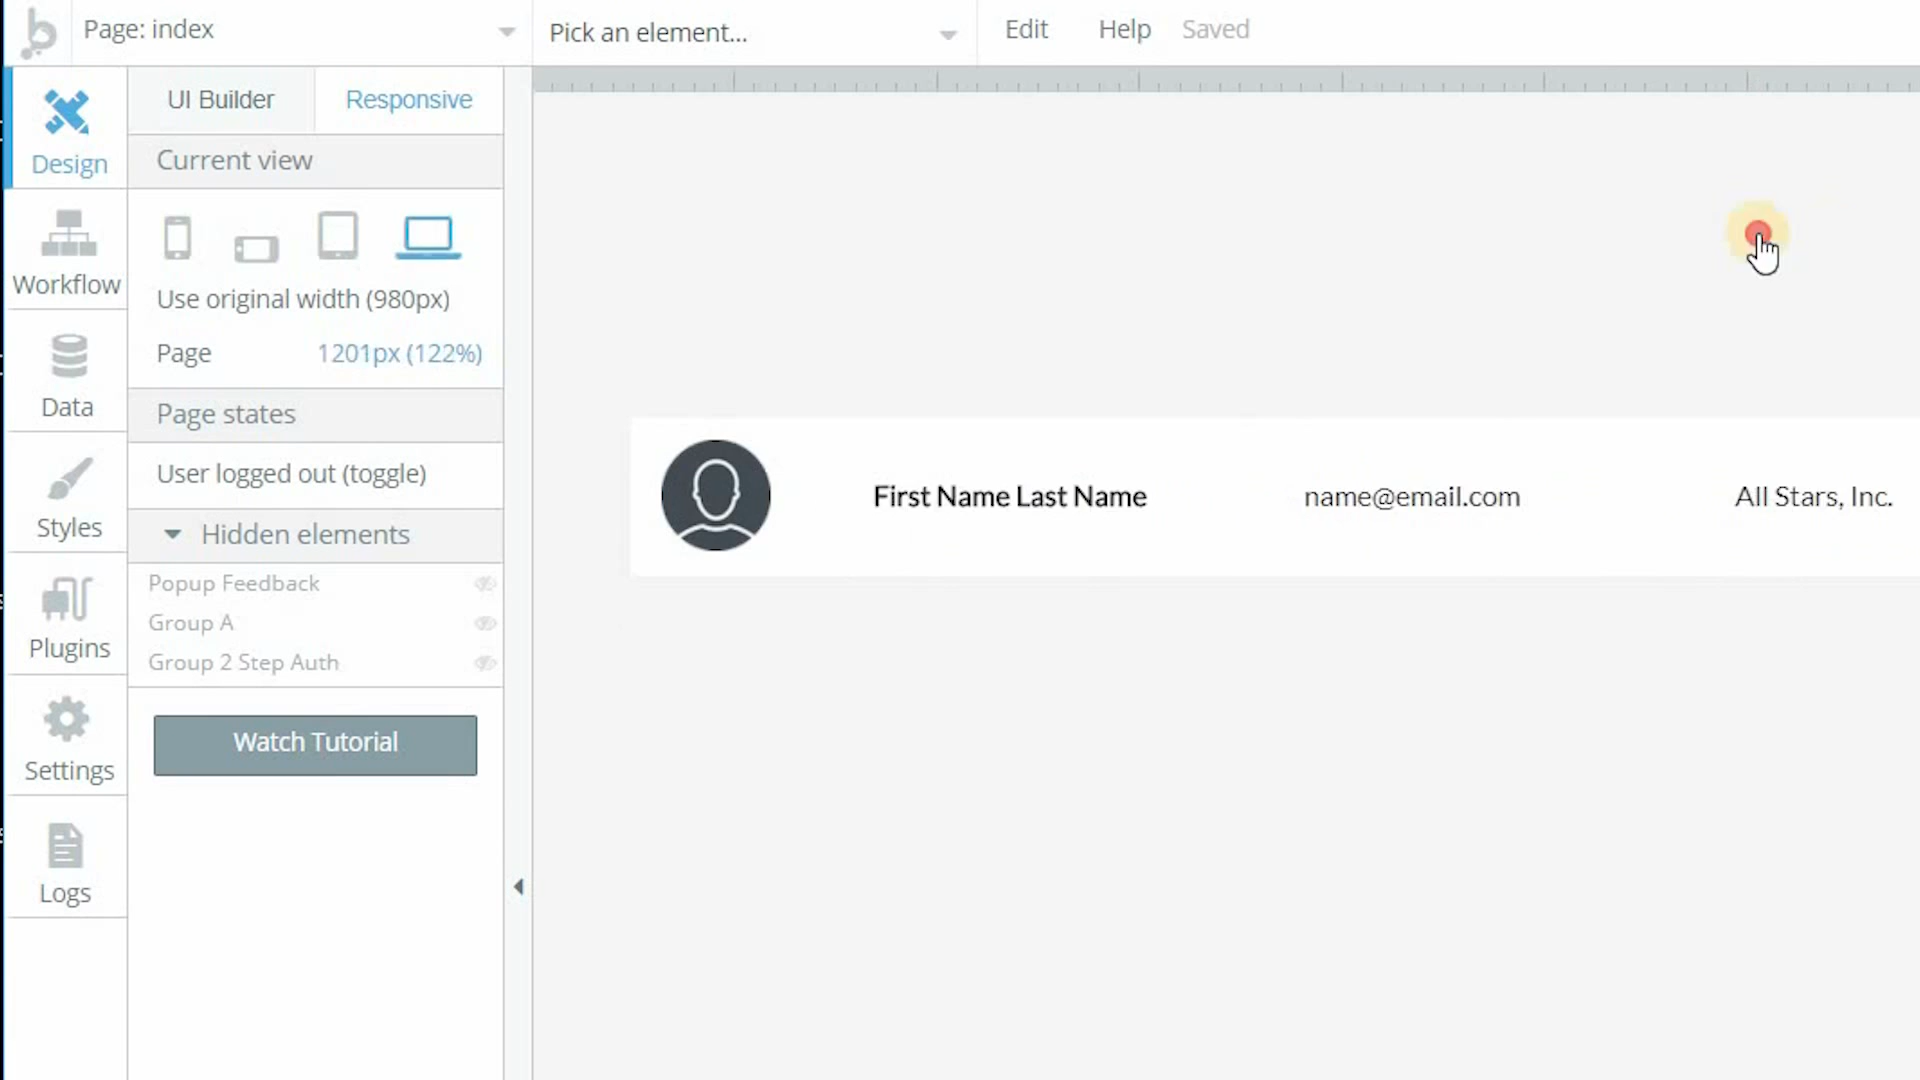 Page: index
Pick an element...
Edit
Help
Saved
UI Builder
Responsive
Design
Current view
Workflow
Use original width (980px)
Page
1201px (122%)
Data
Page states
User logged out (toggle)
Styles
Hidden elements
Popup Feedback
Group A
Group 2 Step Auth
Plugins
Watch Tutorial
Settings
Logs
First Name Last Name
name@email.com
All Stars, Inc.